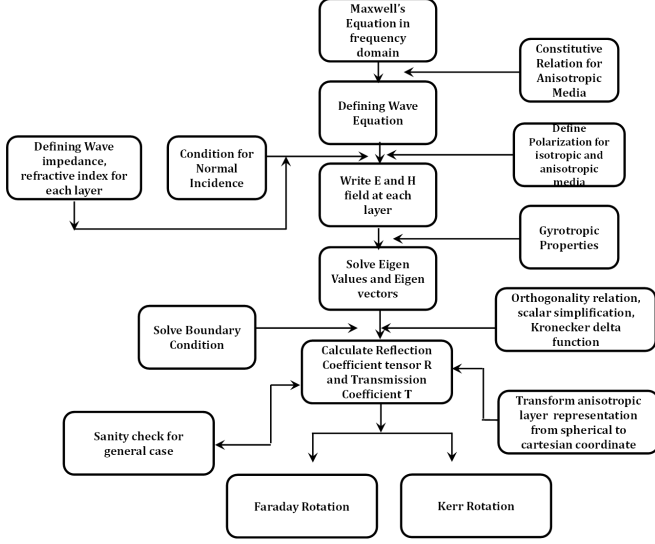 Maxwell's
Equation in
frequency
domain
Constitutive
Relation for
Anisotropic
Media
Defining Wave
Equation
Defining Wave
impedance,
refractive index for
each layer
Condition for
Normal
Incidence
Define
Polarization for
isotropic and
anisotropic
media
Write E and H
field at each
layer
Gyrotropic
Properties
Solve Eigen
Values and Eigen
vectors
Orthogonality relation,
scalar simplification,
Kronecker delta
function
Solve Boundary
Condition
Calculate Reflection
Coefficient tensor R
and Transmission
Coefficient T
Transform anisotropic
layer representation
from spherical to
cartesian coordinate
Sanity check for
general case
Faraday Rotation
Kerr Rotation